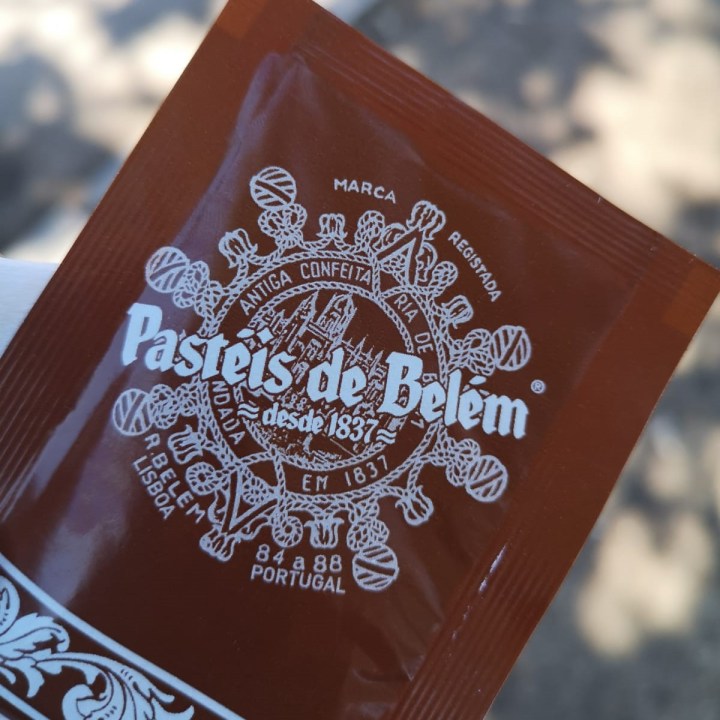 MARCA
REGISTADA
ANTIGA CONFEITARIA DE
Pastéis de Belém®
≈desde 1837≈
EM 1837
R. BELEM
LISBOA
84 a 88
PORTUGAL